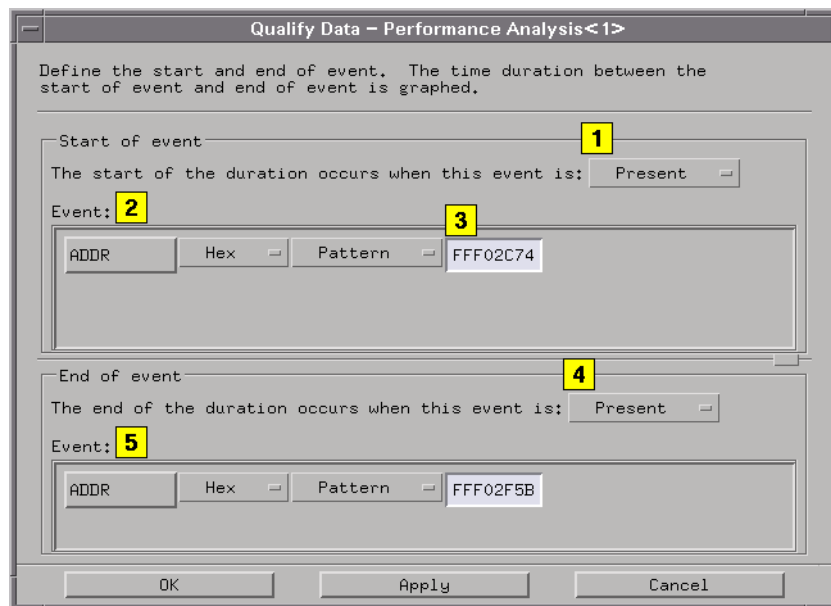 Qualify Data – Performance Analysis<1>
Define the start and end of event. The time duration between the
start of event and end of event is graphed.
Start of event
1
The start of the duration occurs when this event is: Present
Event: 2
3
ADDR Hex Pattern FFF02C74
End of event
4
The end of the duration occurs when this event is: Present
Event: 5
ADDR Hex Pattern FFF02F5B
OK Apply Cancel